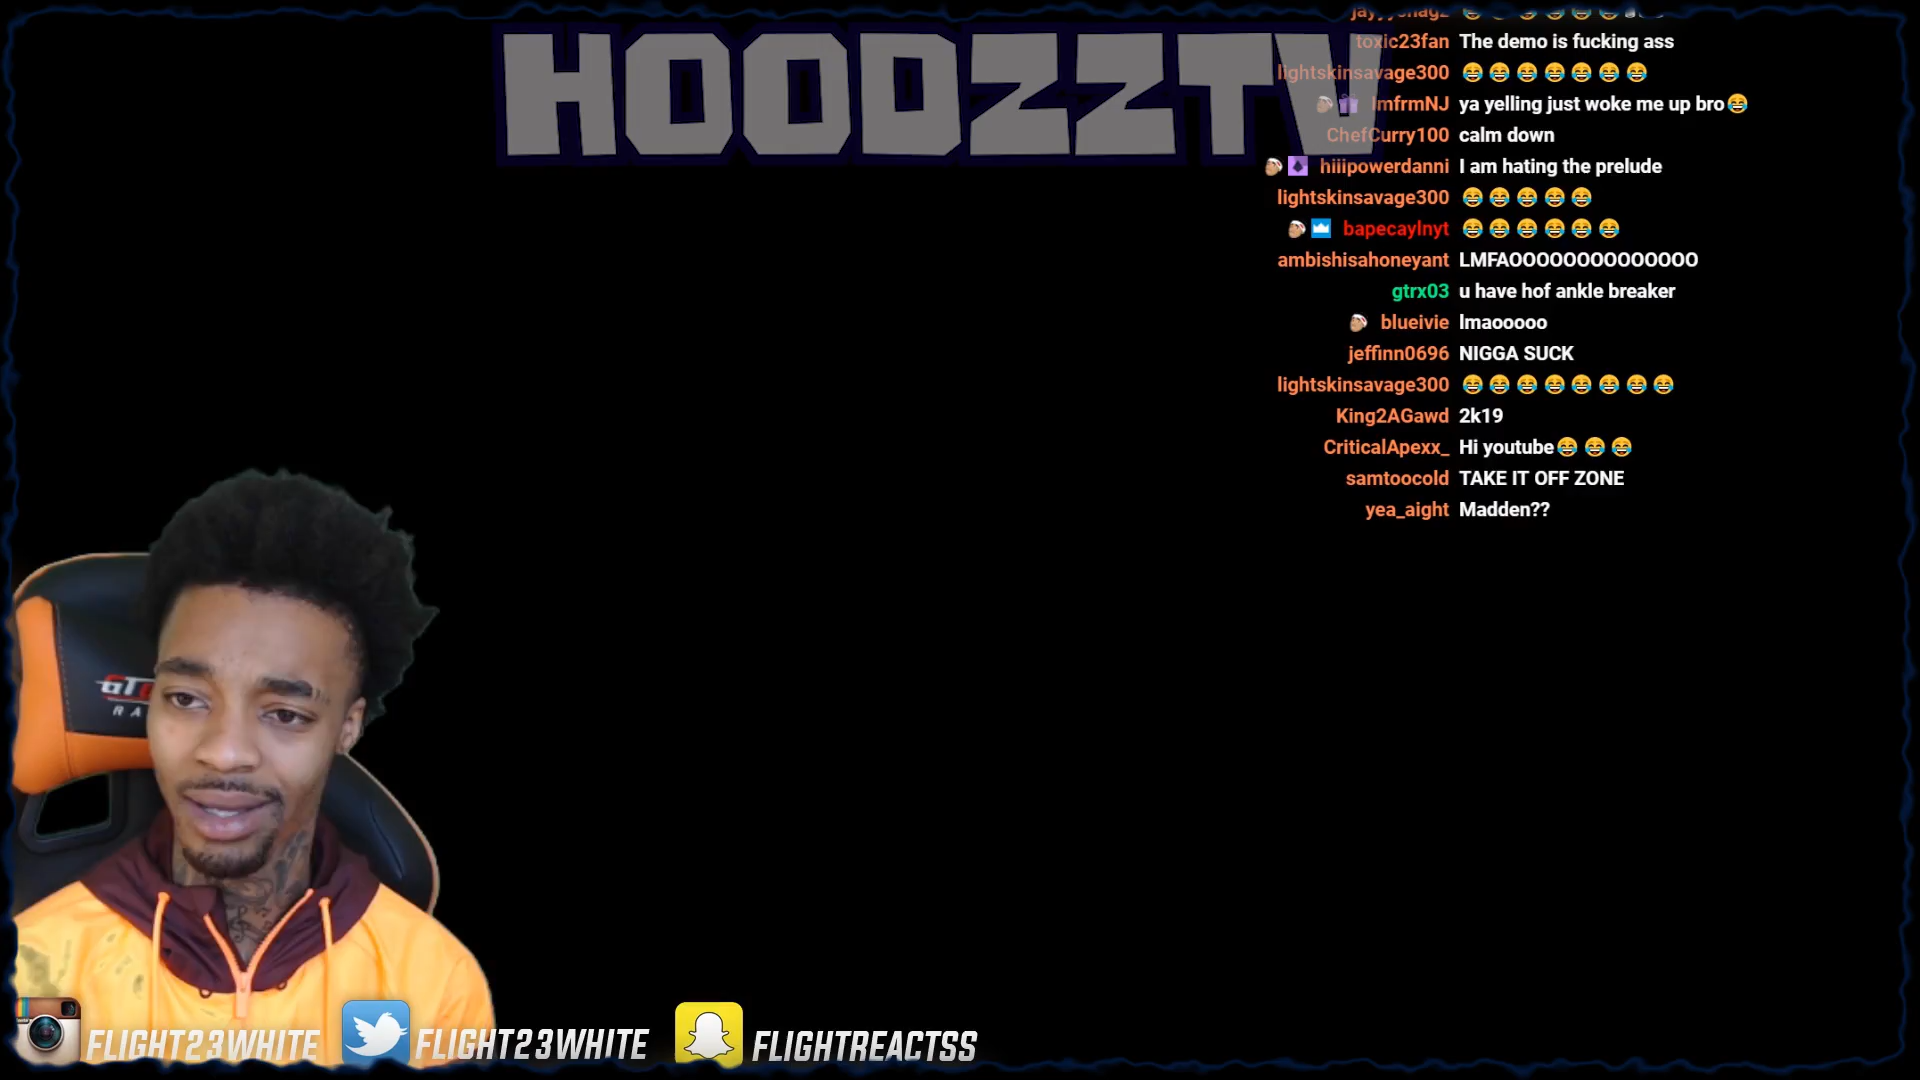 HOODZZTV
toxic23fan The demo is fucking ass
lightskinsavage300 😂😂😂😂😂😂😂
ImfrmNJ ya yelling just woke me up bro😂
ChefCurry100 calm down
hiiipowerdanni I am hating the prelude
lightskinsavage300 😂😂😂😂😂
bapecaylnyt 😂😂😂😂😂😂
ambishisahoneyant LMFAOOOOOOOOOOOOOO
gtrx03 u have hof ankle breaker
blueivie lmaooooo
jeffinn0696 NIGGA SUCK
lightskinsavage300 😂😂😂😂😂😂😂😂
King2AGawd 2k19
CriticalApexx_ Hi youtube😂😂😂
samtoocold TAKE IT OFF ZONE
yea_aight Madden??
FLIGHT23WHITE FLIGHT23WHITE FLIGHTREACTSS